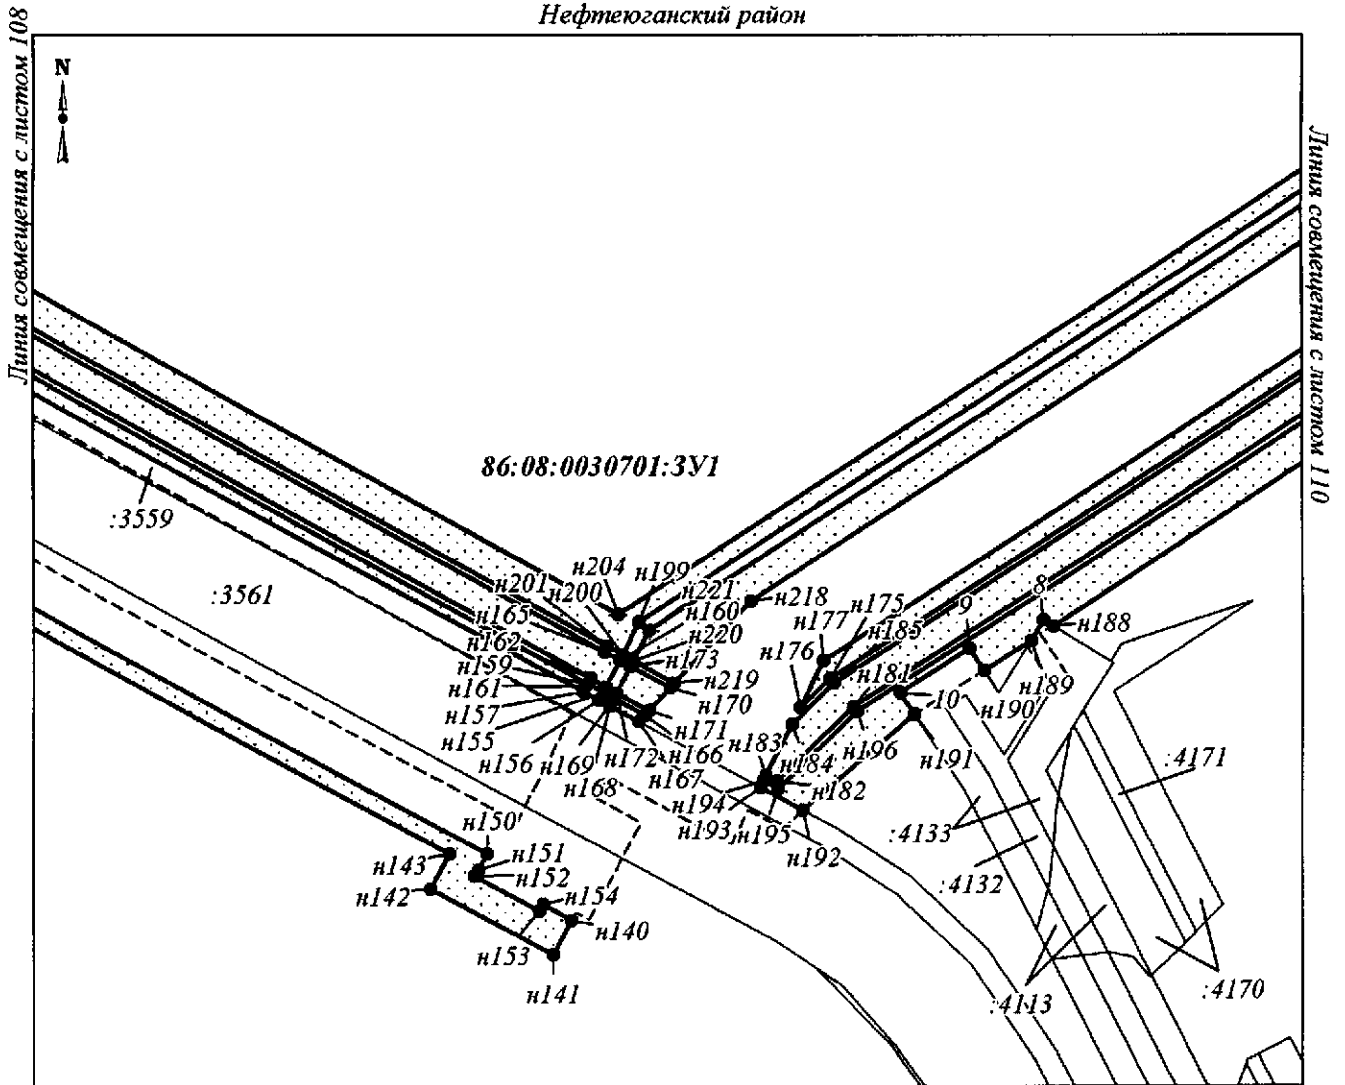 Нефтеюганский район
Линия совмещения с листом 108
N
Линия совмещения с листом 110
86:08:0030701:ЗУ1
:3559
:3561
н204
н199
н201
н200
н221
н160
н165
н162
н220
н218
н175
н177
н185
н159
н173
н176
н161
н219
н181
н157
н170
н155
н171
н156
н169
н172
н166
н168
н167
н183
н184
н194
н182
н193
н195
н192
н196
н191
н190
н189
н188
8
9
10
:4171
:4133
:4132
:4113
:4170
н150
н151
н152
н154
н143
н142
н140
н153
н141